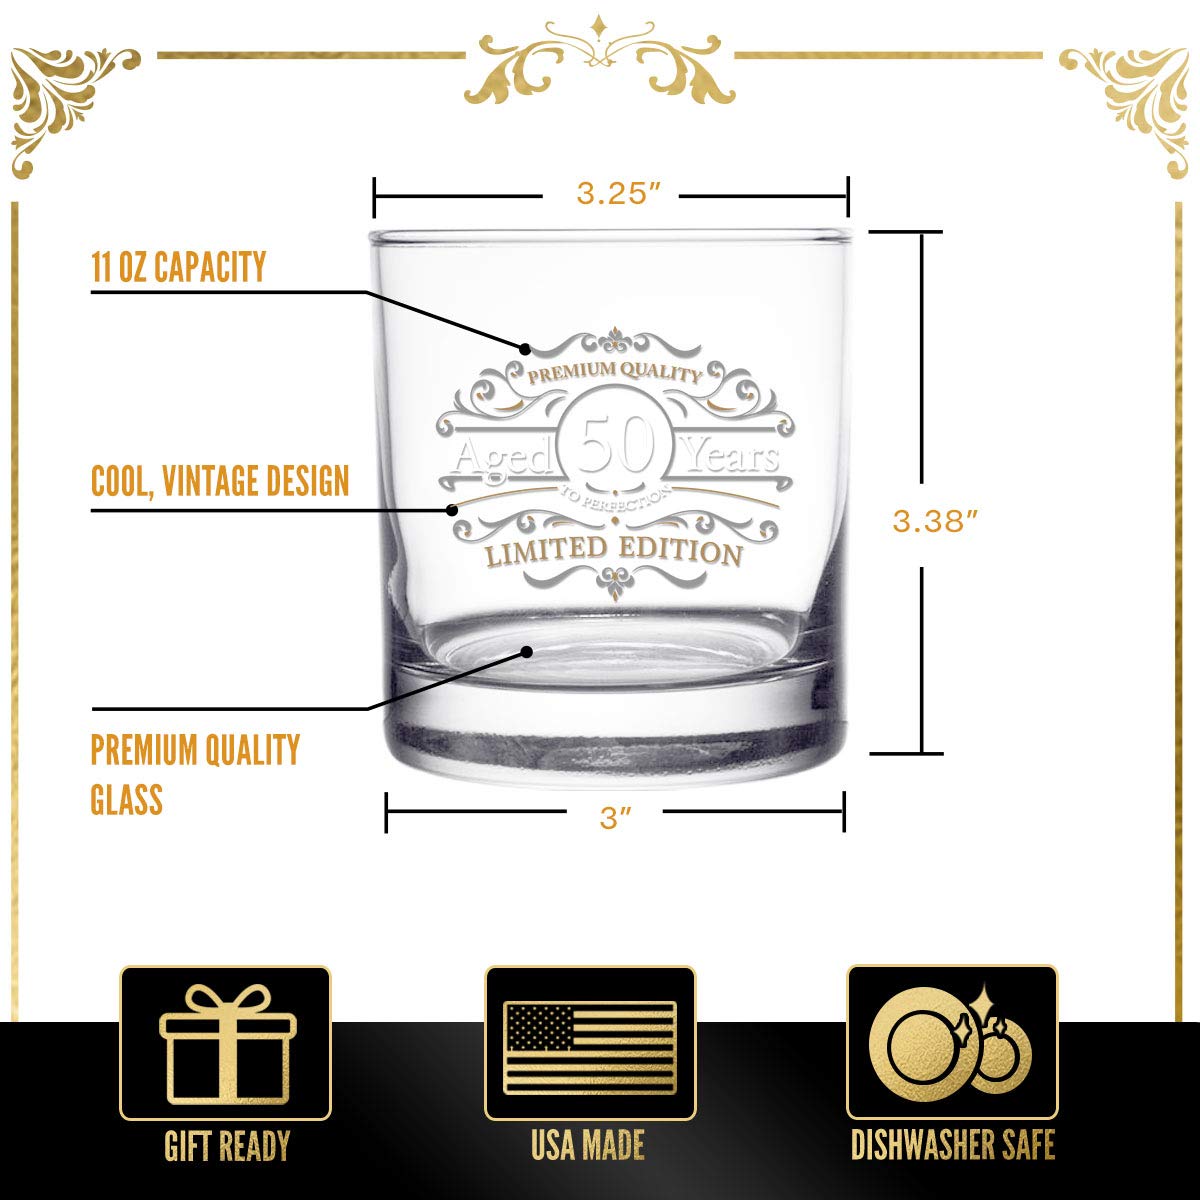 3.25"
11 OZ CAPACITY
PREMIUM QUALITY
Aged 50 Years
TO PERFECTION
LIMITED EDITION
COOL, VINTAGE DESIGN
3.38"
PREMIUM QUALITY
GLASS
3"
GIFT READY
USA MADE
DISHWASHER SAFE